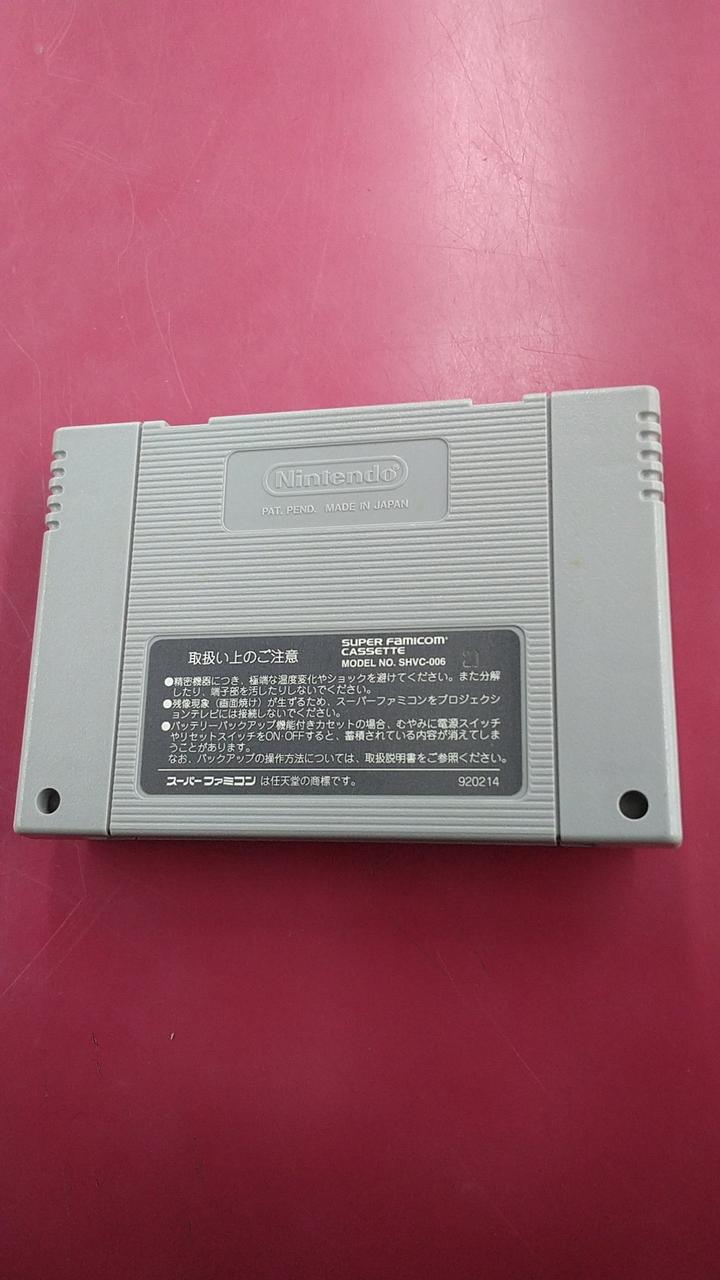 Nintendo®
PAT. PEND. MADE IN JAPAN
取扱い上のご注意
SUPER FAMICOM®
CASSETTE
MODEL NO. SHVC-006
21
●精密機器につき、極端な温度変化やショックを避けてください。また分解
したり、端子部を汚したりしないでください。
●残像現象（画面焼け）が生ずるため、スーパーファミコンをプロジェクシ
ョンテレビには接続しないでください。
●バッテリーバックアップ機能付きカセットの場合、むやみに電源スイッチ
やリセットスイッチをON·OFFすると、蓄積されている内容が消えてしま
うことがあります。
なお、バックアップの操作方法については、取扱説明書をご参照ください。
スーパーファミコン は任天堂の商標です。
920214